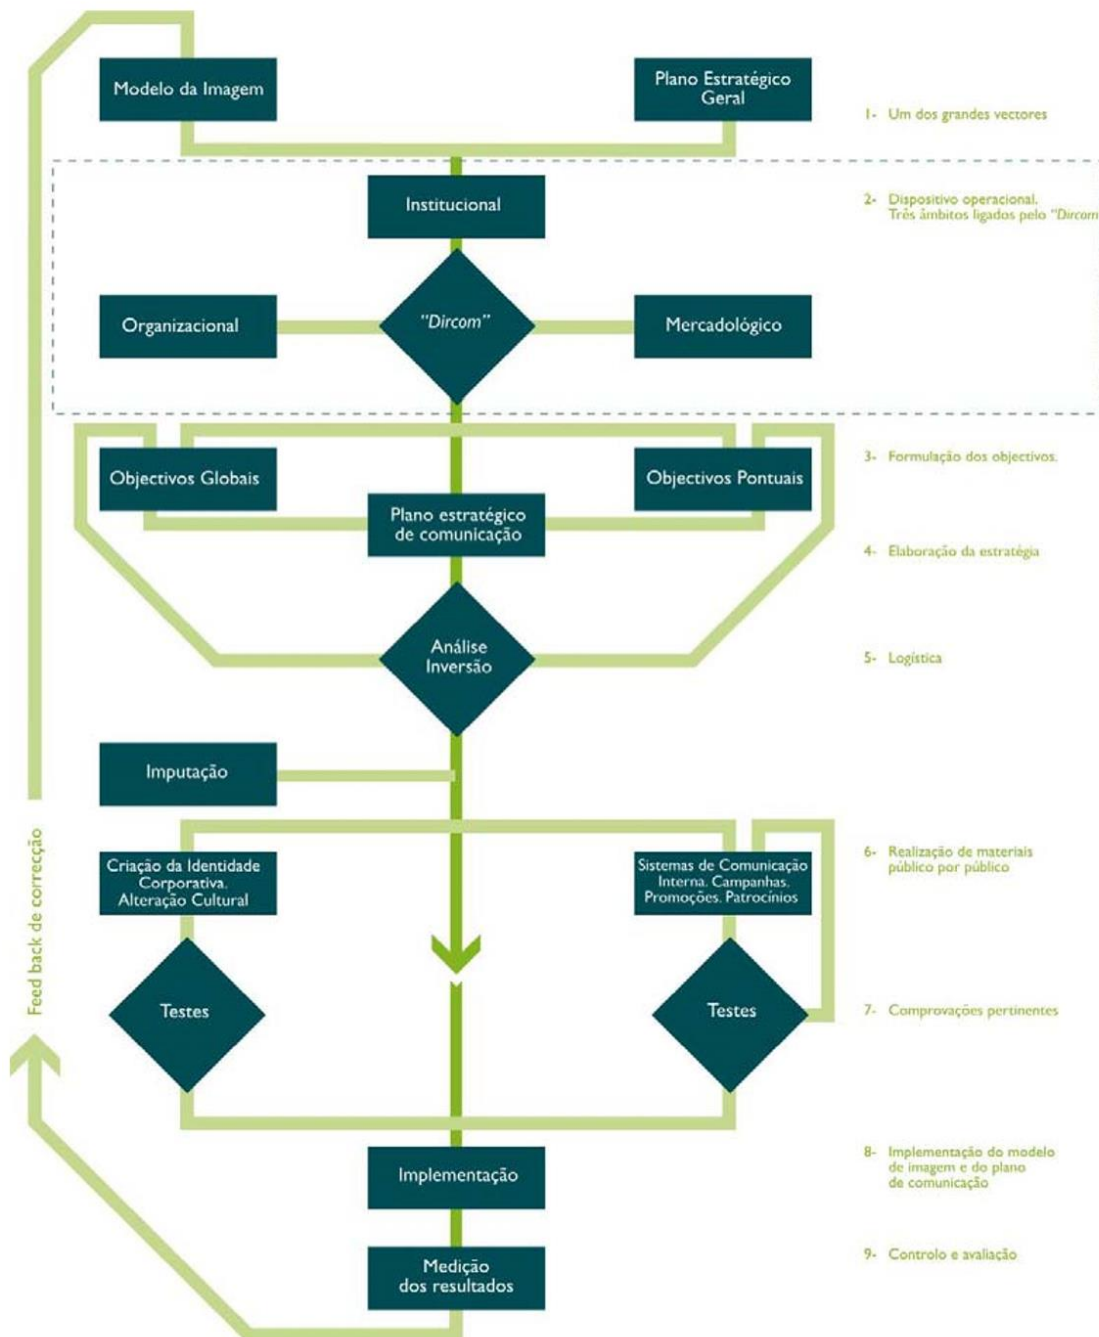 Modelo da Imagem
Plano Estratégico
Geral
1- Um dos grandes vectores
Institucional
2- Dispositivo operacional.
Três âmbitos ligados pelo "Dircom
Organizacional
"Dircom"
Mercadológico
Objectivos Globais
Objectivos Pontuais
3- Formulação dos objectivos.
Plano estratégico
de comunicação
4- Elaboração da estratégia
Análise
Inversão
5- Logística
Imputação
Feed back de correcção
Criação da Identidade
Corporativa.
Alteração Cultural
Sistemas de Comunicação
Interna. Campanhas.
Promoções. Patrocínios
6- Realização de materiais
público por público
Testes
Testes
7- Comprovações pertinentes
Implementação
8- Implementação do modelo
de imagem e do plano
de comunicação
Medição
dos resultados
9- Controlo e avaliação